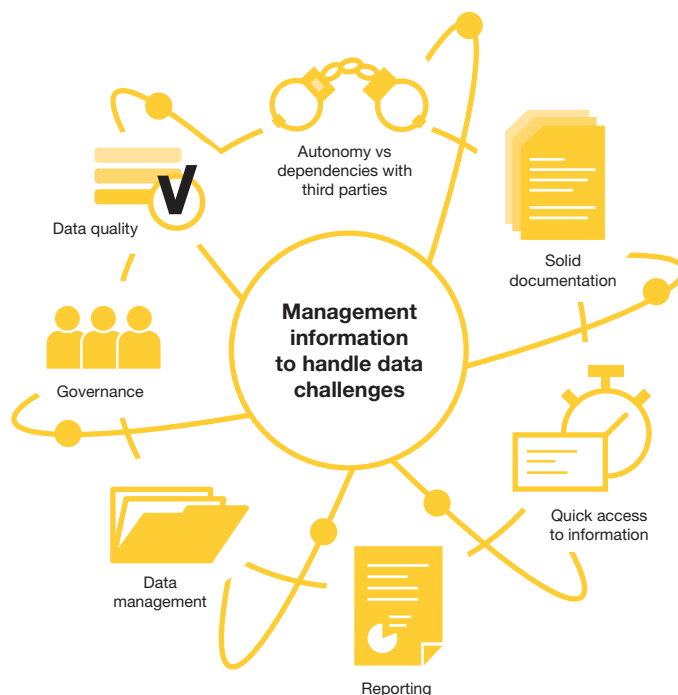 Autonomy vs
dependencies with
third parties
Solid
documentation
Quick access
to information
Reporting
Data
management
Governance
Data quality
V
Management
information
to handle data
challenges